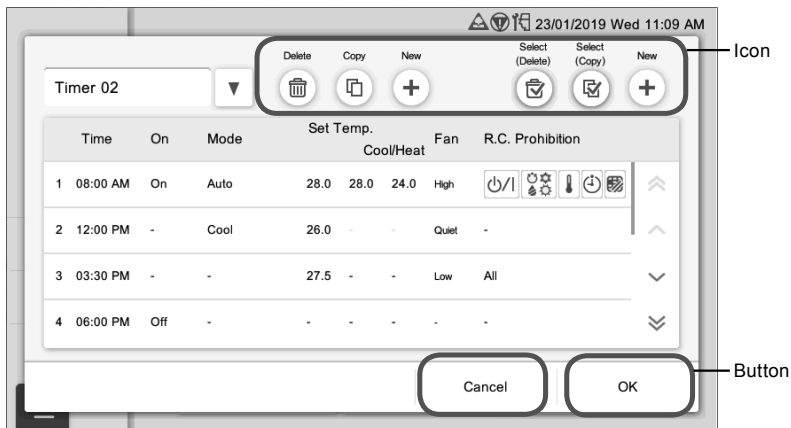 23/01/2019 Wed 11:09 AM
Icon
Delete Copy New Select (Delete) Select (Copy) New
Timer 02
Time On Mode Set Temp. Cool/Heat Fan R.C. Prohibition
1 08:00 AM On Auto 28.0 28.0 24.0 High
2 12:00 PM - Cool 26.0 - - Quiet -
3 03:30 PM - - 27.5 - - Low All
4 06:00 PM Off - - - - - -
Cancel OK
Button